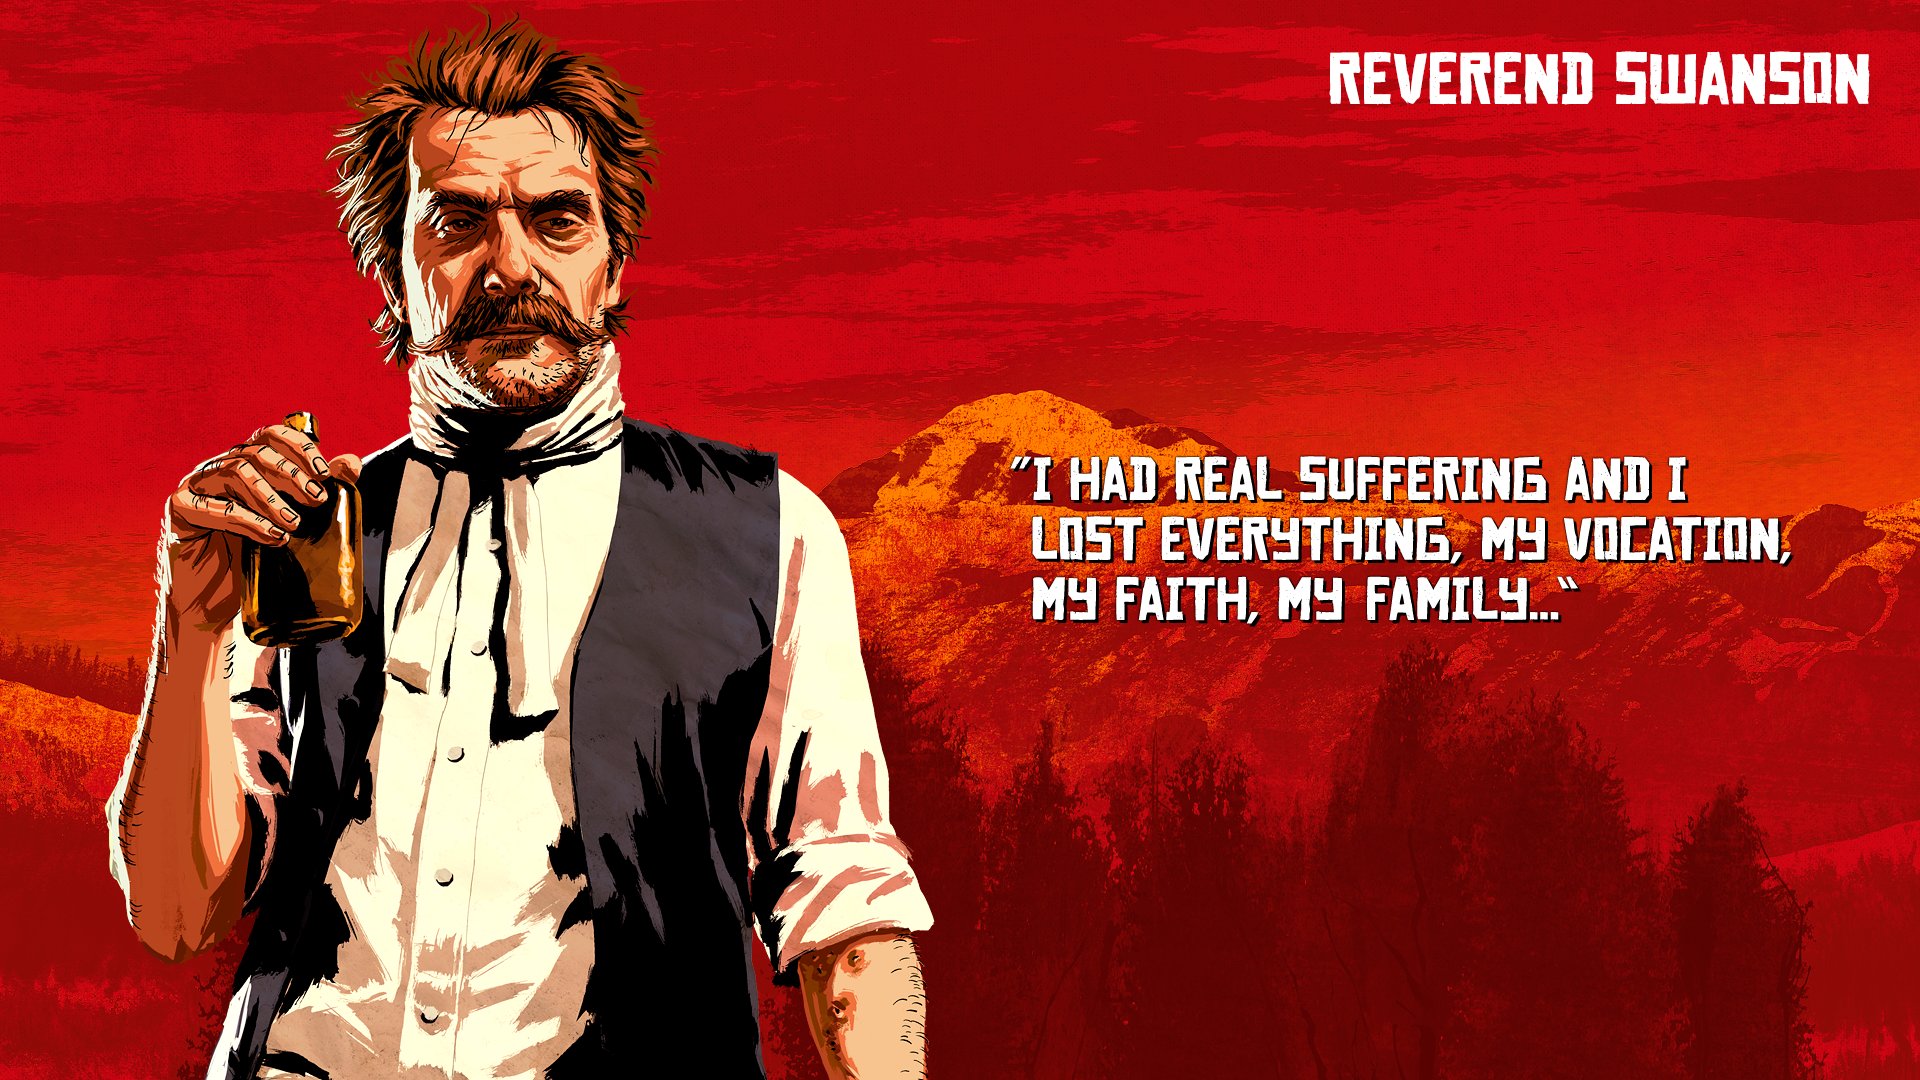 REVEREND SWANSON
"I HAD REAL SUFFERING AND I
LOST EVERYTHING, MY VOCATION,
MY FAITH, MY FAMILY..."